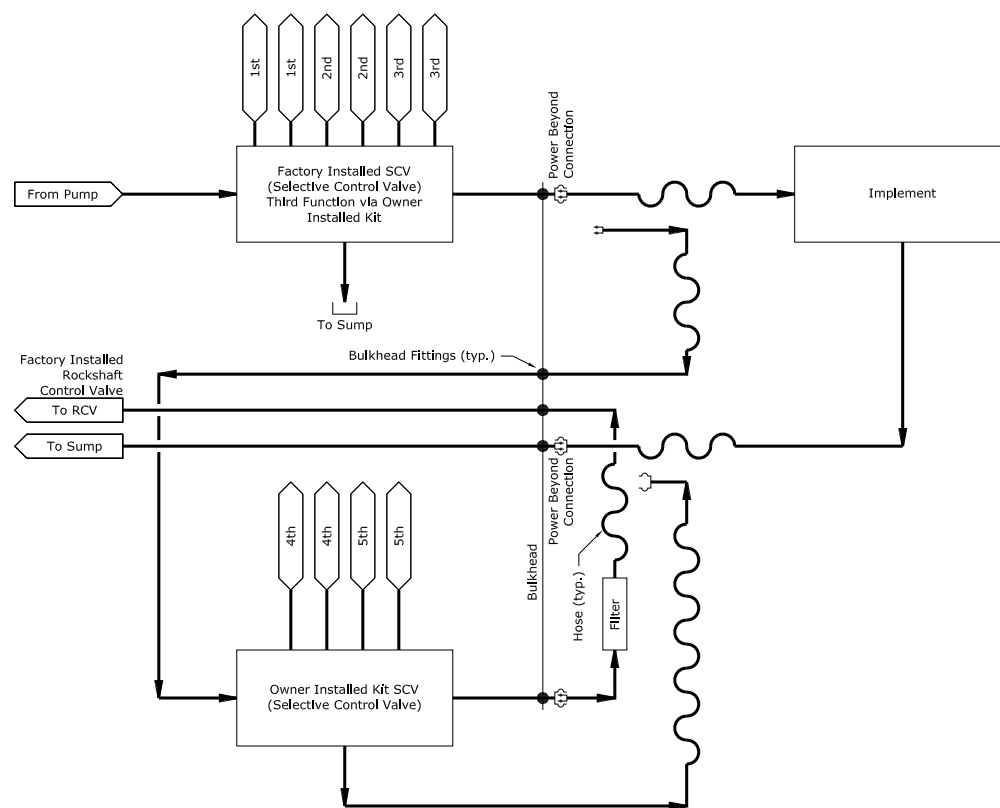 1st
1st
2nd
2nd
3rd
3rd
Power Beyond
Connection
From Pump
Factory Installed SCV
(Selective Control Valve)
Third Function via Owner
Installed Kit
Implement
To Sump
Bulkhead Fittings (typ.)
Factory Installed
Rockshaft
Control Valve
To RCV
To Sump
Power Beyond
Connection
4th
4th
5th
5th
Bulkhead
Hose (typ.)
Filter
Owner Installed Kit SCV
(Selective Control Valve)